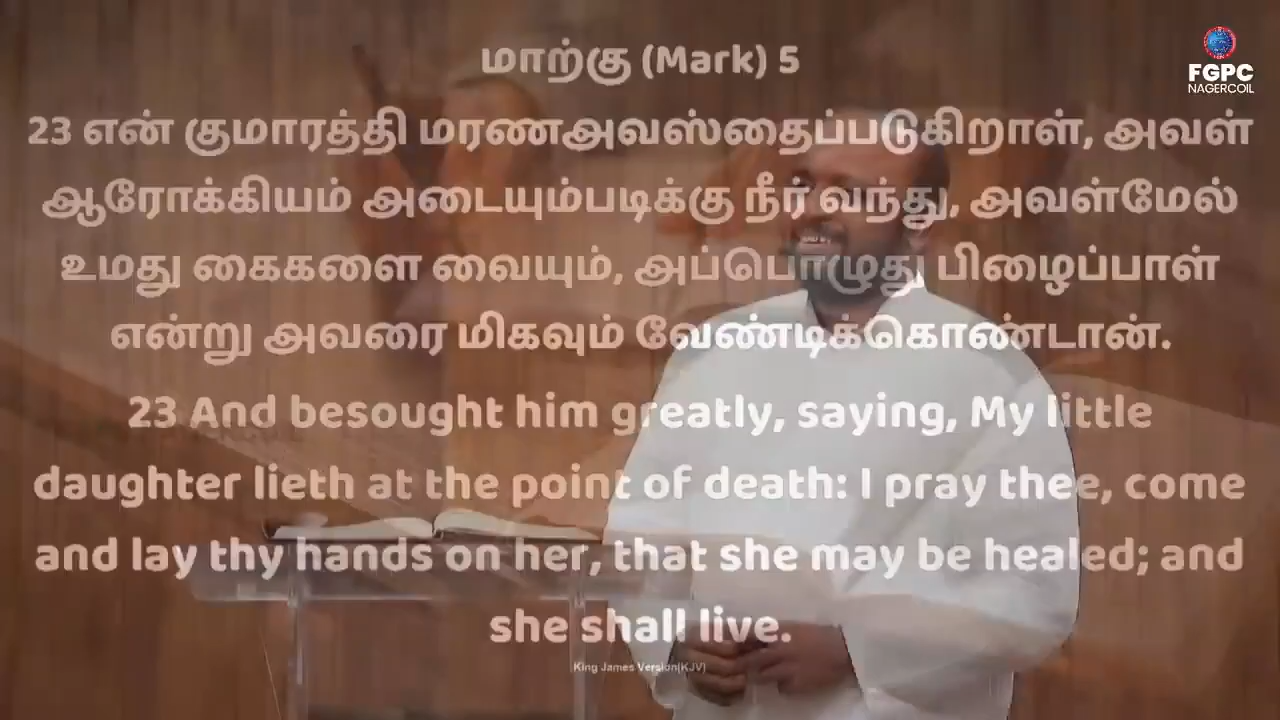 மாற்கு (Mark) 5
23 என் குமாரத்தி மரணஅவஸ்தைப்படுகிறாள், அவள்
ஆரோக்கியம் அடையும்படிக்கு நீர் வந்து, அவள்மேல்
உமது கைகளை வையும், அப்பொழுது பிழைப்பாள்
என்று அவரை மிகவும் வேண்டிக்கொண்டான்.
23 And besought him greatly, saying, My little
daughter lieth at the point of death: I pray thee, come
and lay thy hands on her, that she may be healed; and
she shall live.
King James Version(KJV)
FGPC
NAGERCOIL